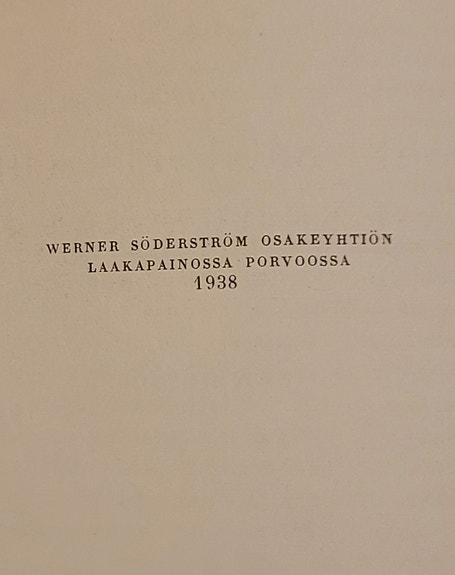 WERNER SÖDERSTRÖM OSAKEYHTIÖN
LAAKAPAINOSSA PORVOOSSA
1938